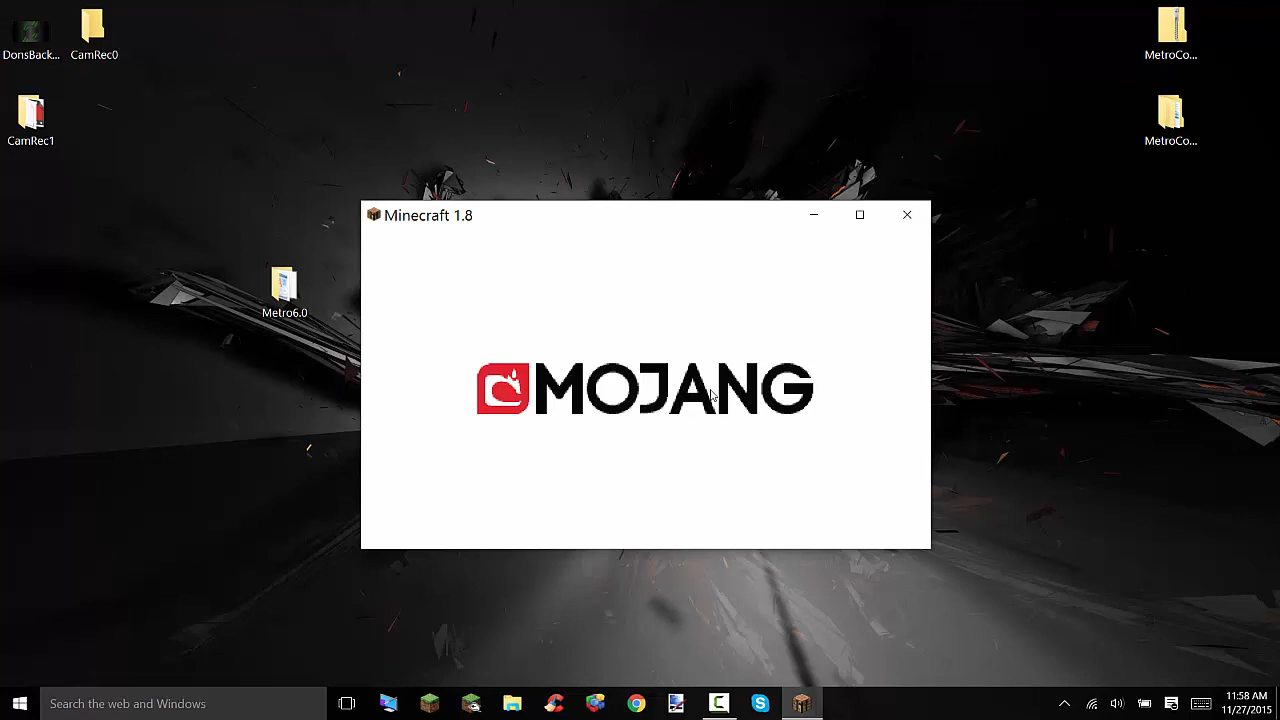 DonsBack...
CamRec0
MetroCo...
CamRec1
MetroCo...
Minecraft 1.8
Metro6.0
MOJANG
Search the web and Windows
11:58 AM
11/27/2015